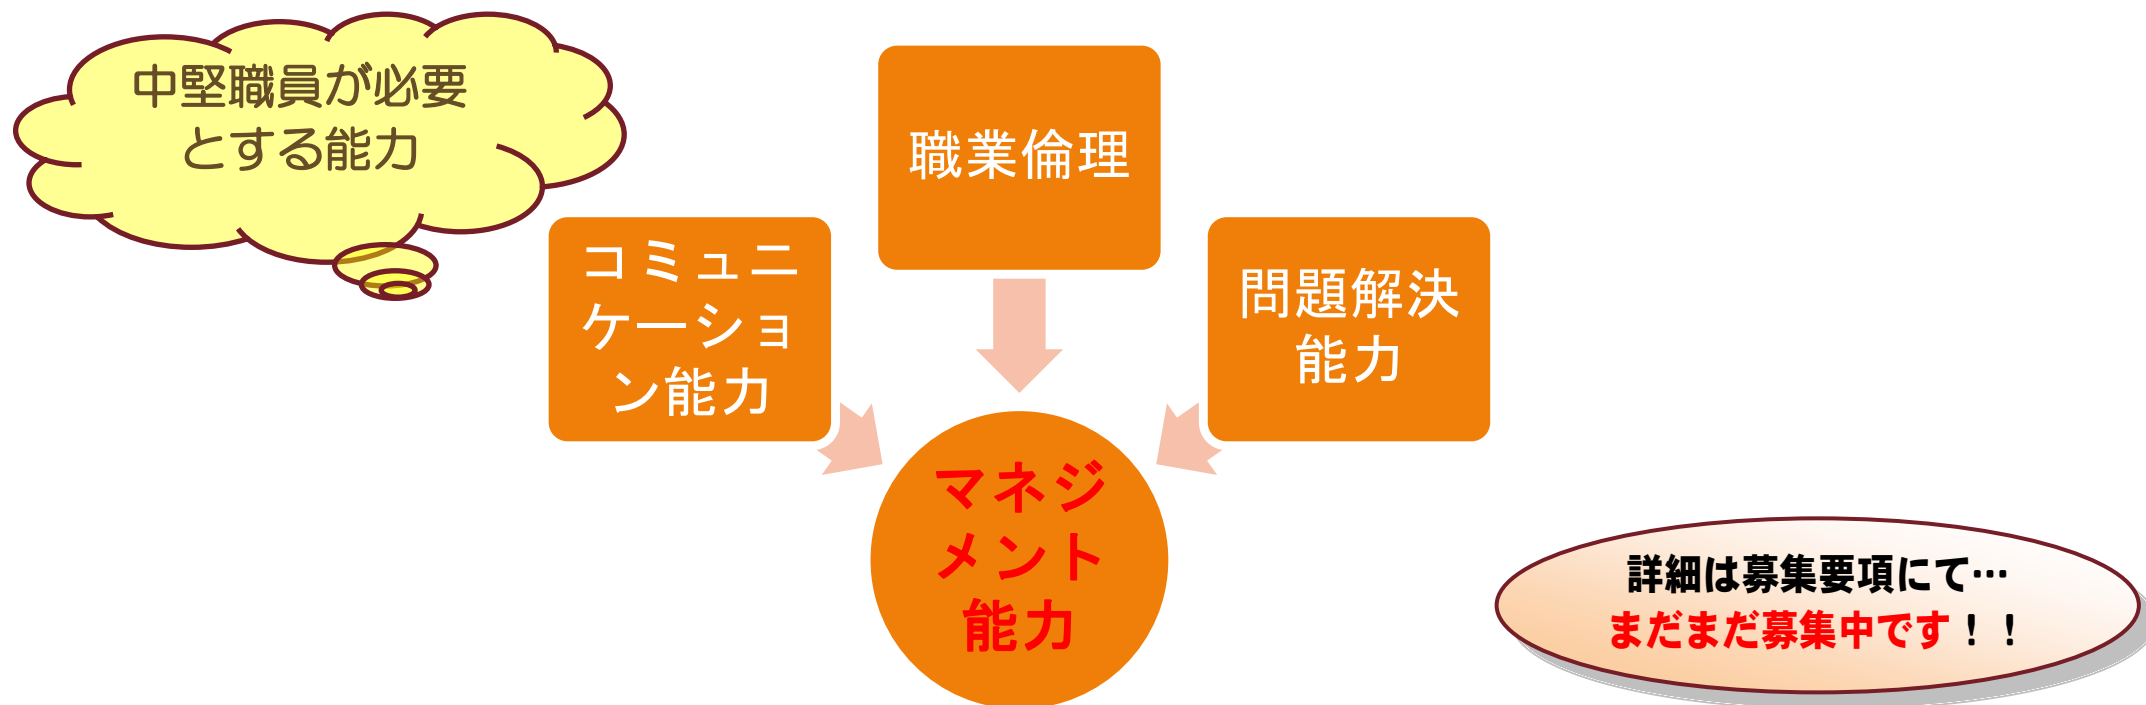 中堅職員が必要
とする能力
職業倫理
コミュニ
ケーショ
ン能力
問題解決
能力
マネジ
メント
能力
詳細は募集要項にて…
まだまだ募集中です！！